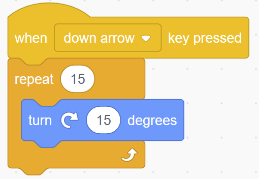 when down arrow key pressed
repeat 15
turn 15 degrees